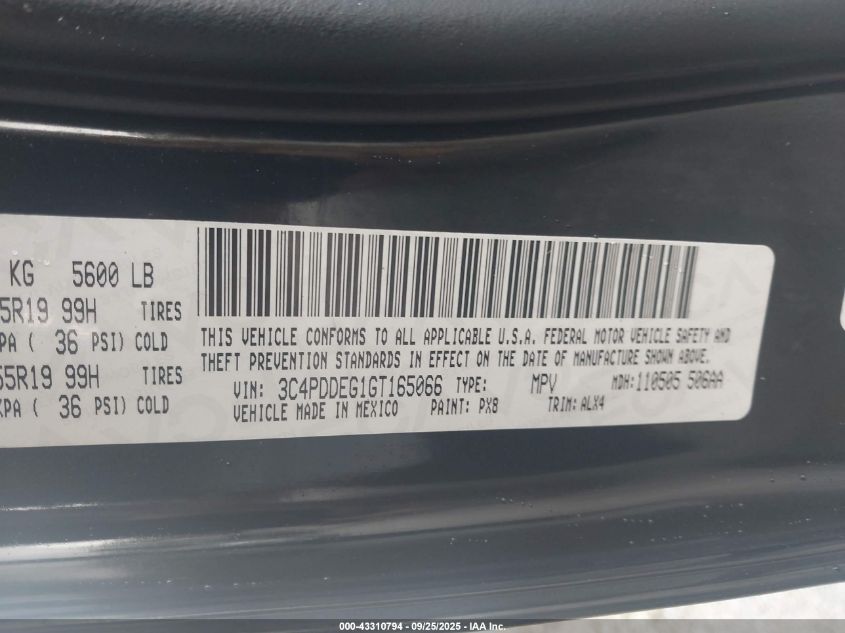 KG 5600 LB
5R19 99H TIRES
PA ( 36 PSI) COLD
55R19 99H TIRES
KPA ( 36 PSI) COLD
THIS VEHICLE CONFORMS TO ALL APPLICABLE U.S.A. FEDERAL MOTOR VEHICLE SAFETY AND
THEFT PREVENTION STANDARDS IN EFFECT ON THE DATE OF MANUFACTURE SHOWN ABOVE.
VIN: 3C4PDDEG1GT165066 TYPE: MPV MDH: 110505 506AA
VEHICLE MADE IN MEXICO PAINT: PX8 TRIM: ALX4
000-43310794 - 09/25/2025 - IAA Inc.